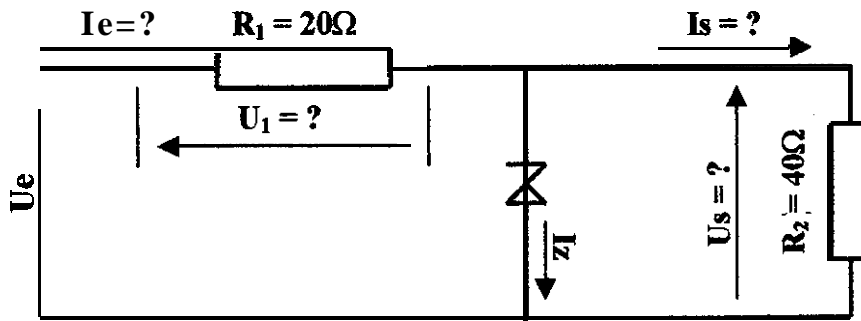 Ie=? R₁ = 20Ω Is = ?
U₁ = ?
Ue
Iz
Us = ?
R₂ = 40Ω